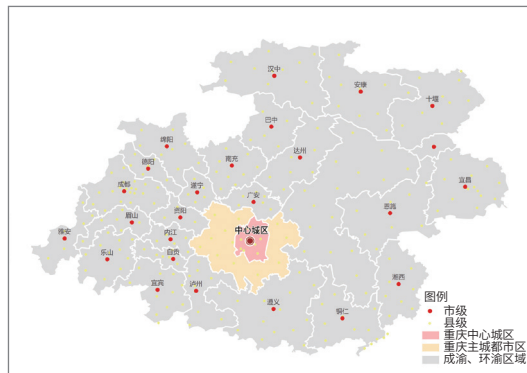 汉中
安康
十堰
巴中
绵阳
达州
南充
德阳
宜昌
成都
遂宁
广安
恩施
资阳
眉山
中心城区
雅安
内江
乐山
自贡
湘西
宜宾
泸州
遵义
铜仁
图例
市级
县级
重庆中心城区
重庆主城都市区
成渝、环渝区域